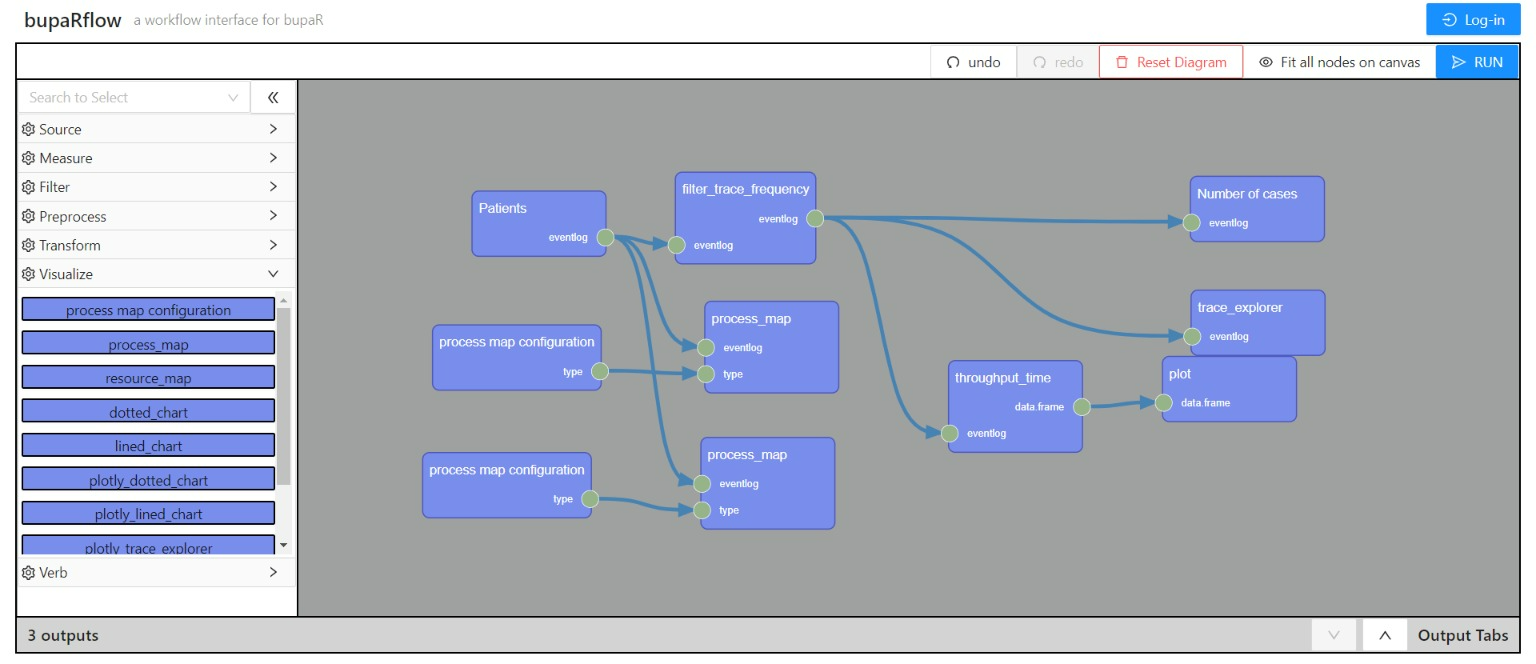 bupaRflow a workflow interface for bupaR
Log-in
undo
redo
Reset Diagram
Fit all nodes on canvas
RUN
Search to Select
Source
Measure
Filter
Preprocess
Transform
Visualize
process map configuration
process_map
resource_map
dotted_chart
lined_chart
plotly_dotted_chart
plotly_lined_chart
plotly_trace_explorer
Verb
Patients
eventlog
filter_trace_frequency
eventlog
eventlog
process map configuration
type
process_map
eventlog
type
process map configuration
type
process_map
eventlog
type
throughput_time
data.frame
eventlog
Number of cases
eventlog
trace_explorer
eventlog
plot
data.frame
3 outputs
Output Tabs